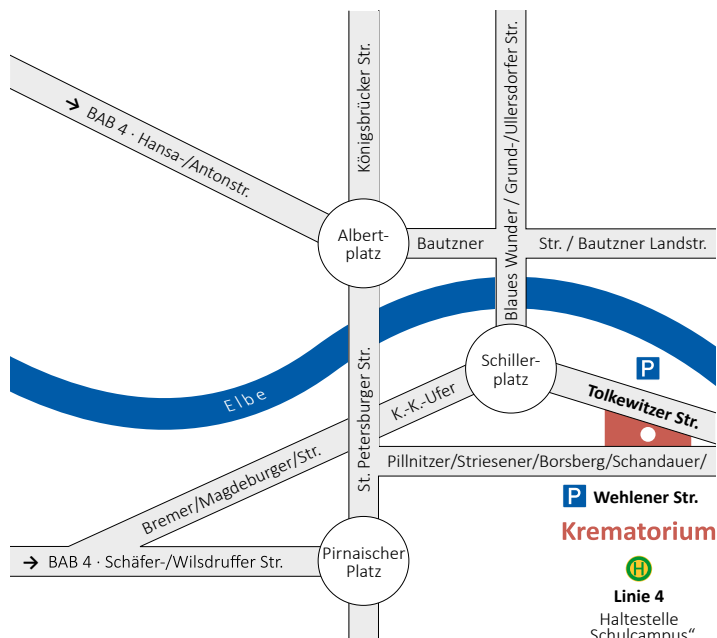 Königsbrücker Str.
Blaues Wunder / Grund-/Ullersdorfer Str.
→ BAB 4 · Hansa-/Antonstr.
Albert-
platz
Bautzner Str. / Bautzner Landstr.
Elbe
St. Petersburger Str.
Schiller-
platz
K.-K.-Ufer
P
Tolkewitzer Str.
Pillnitzer/Striesener/Borsberg/Schandauer/
Bremer/Magdeburger/Str.
P Wehlener Str.
Krematorium
→ BAB 4 · Schäfer-/Wilsdruffer Str.
Pirnaischer
Platz
H
Linie 4
Haltestelle
Schulcampus“